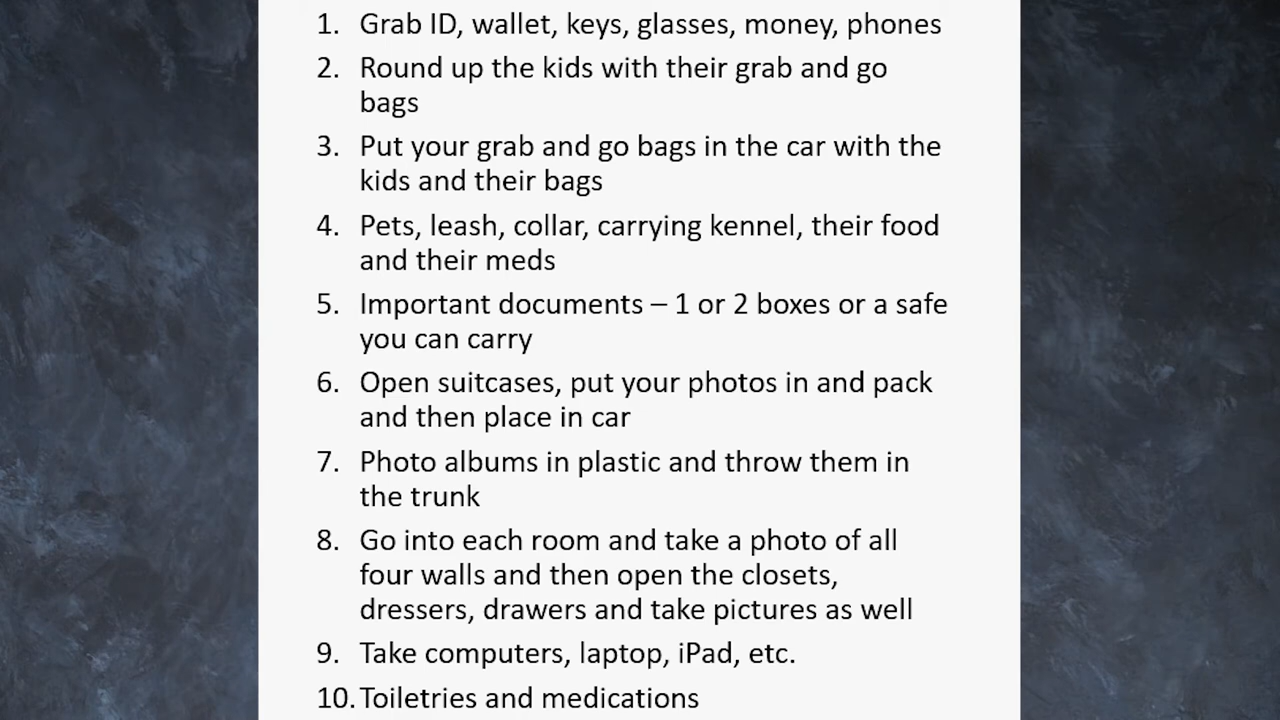 1. Grab ID, wallet, keys, glasses, money, phones
2. Round up the kids with their grab and go
bags
3. Put your grab and go bags in the car with the
kids and their bags
4. Pets, leash, collar, carrying kennel, their food
and their meds
5. Important documents – 1 or 2 boxes or a safe
you can carry
6. Open suitcases, put your photos in and pack
and then place in car
7. Photo albums in plastic and throw them in
the trunk
8. Go into each room and take a photo of all
four walls and then open the closets,
dressers, drawers and take pictures as well
9. Take computers, laptop, iPad, etc.
10. Toiletries and medications